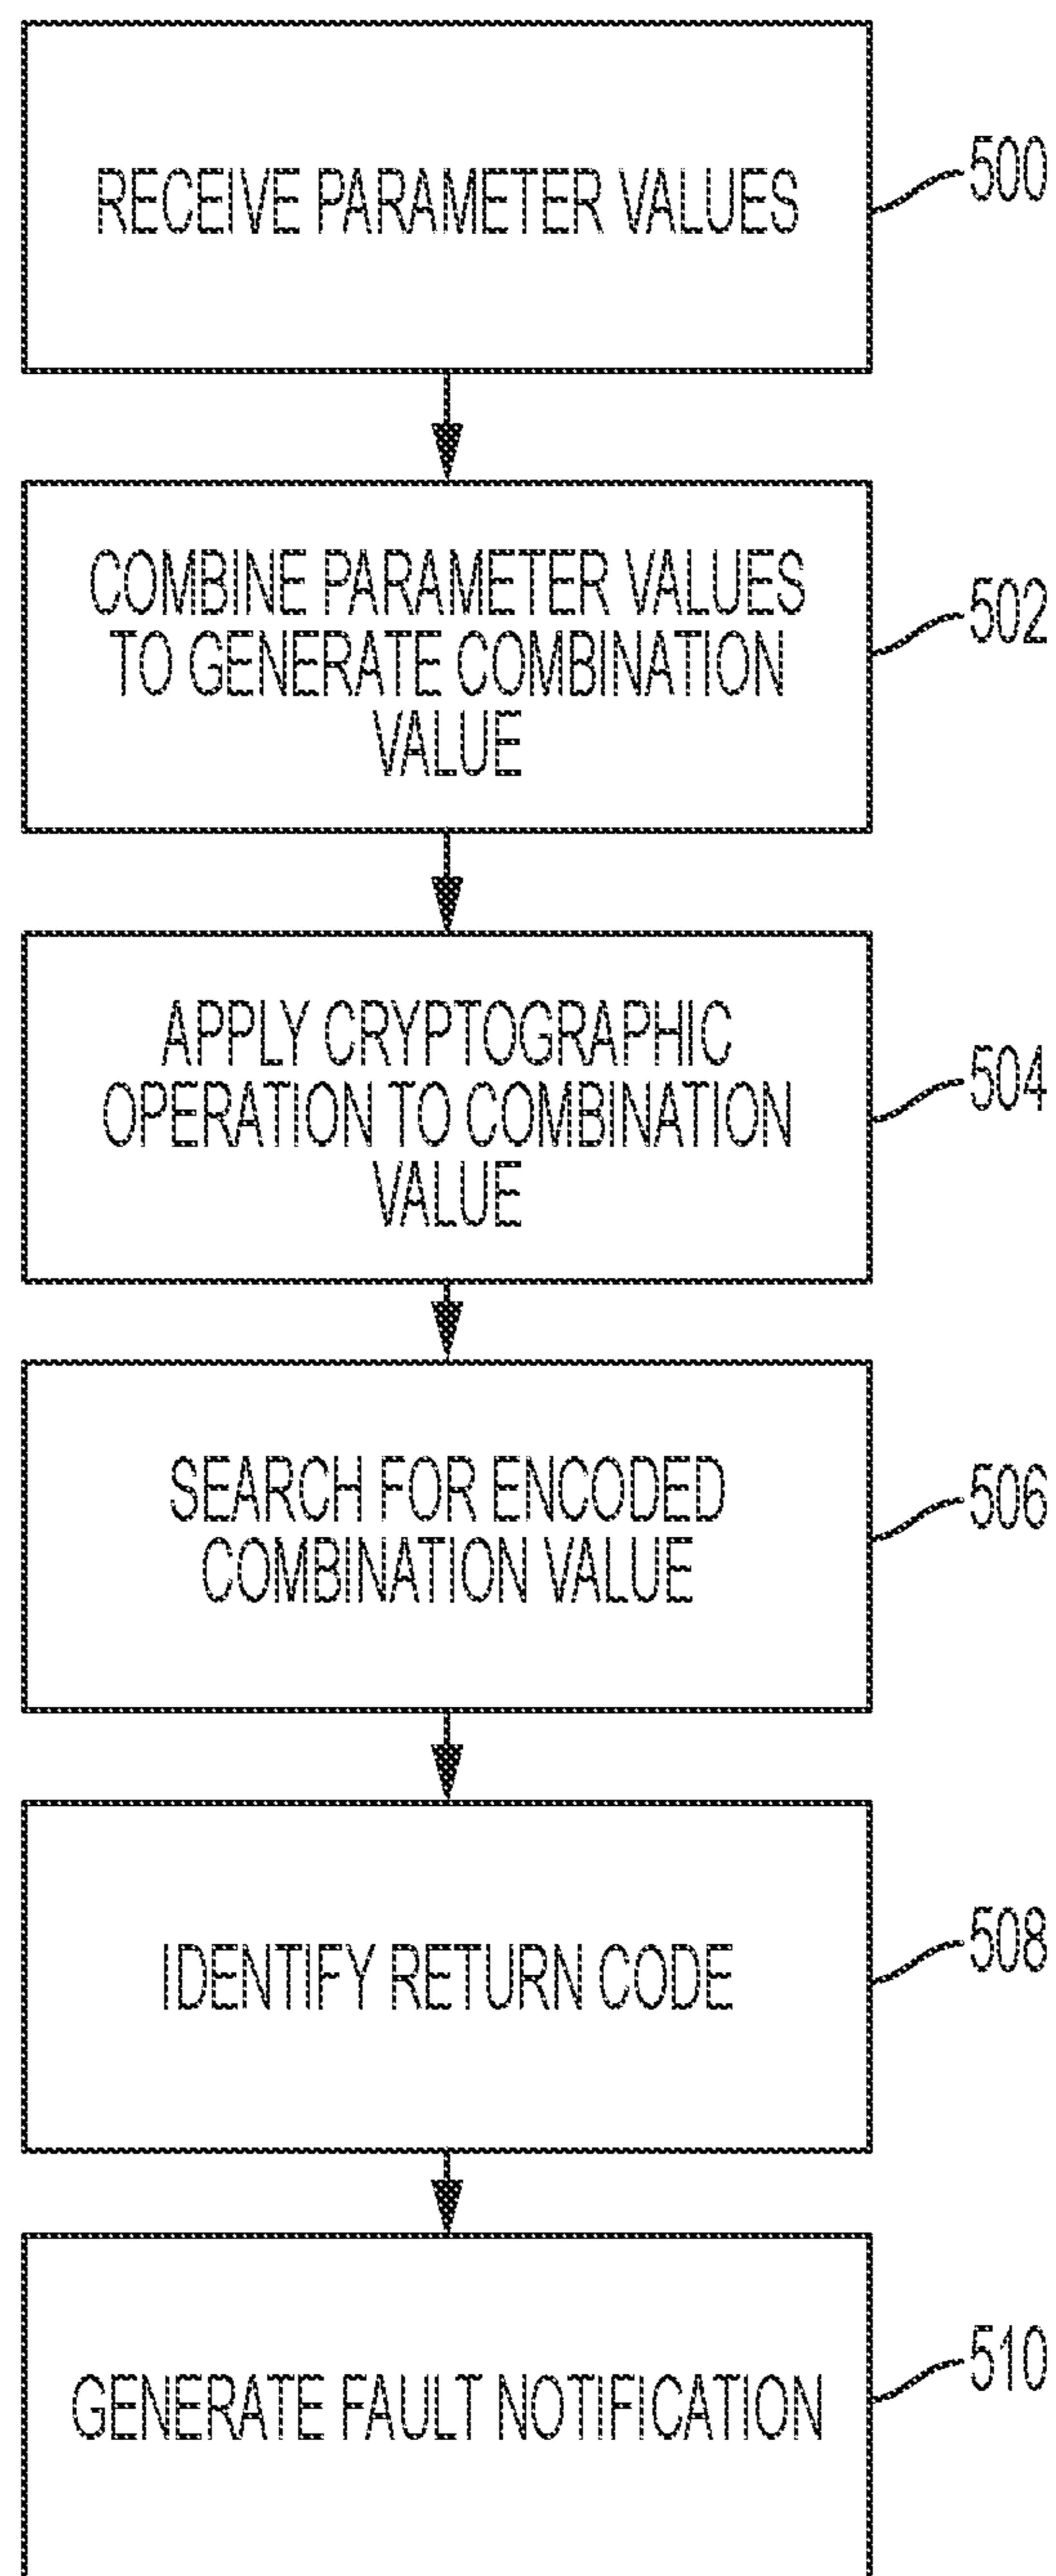 RECEIVE PARAMETER VALUES
500
COMBINE PARAMETER VALUES
TO GENERATE COMBINATION
VALUE
502
APPLY CRYPTOGRAPHIC
OPERATION TO COMBINATION
VALUE
504
SEARCH FOR ENCODED
COMBINATION VALUE
506
IDENTIFY RETURN CODE
508
GENERATE FAULT NOTIFICATION
510